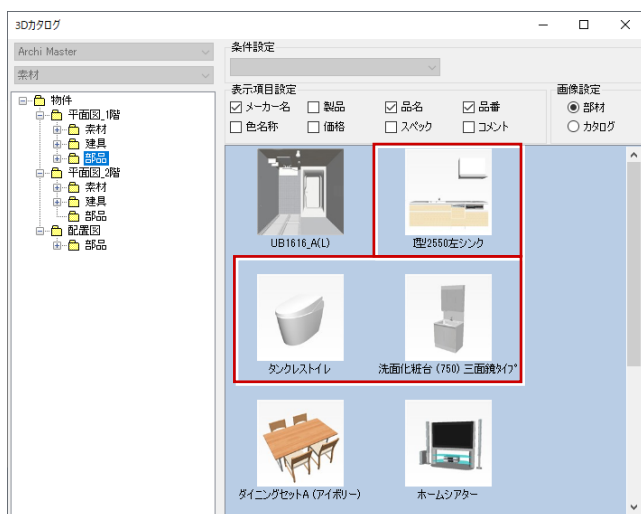 3Dカタログ
Archi Master
素材
物件
平面図_1階
素材
建具
部品
平面図_2階
素材
建具
部品
配置図
部品
条件設定
表示項目設定
メーカー名 製品 品名 品番
色名称 価格 スペック コメント
画像設定
部材
カタログ
UB1616_A(L)
I型2550左シンク
タンクレストイレ
洗面化粧台 (750) 三面鏡タイプ
ダイニングセットA (アイボリー)
ホームシアター